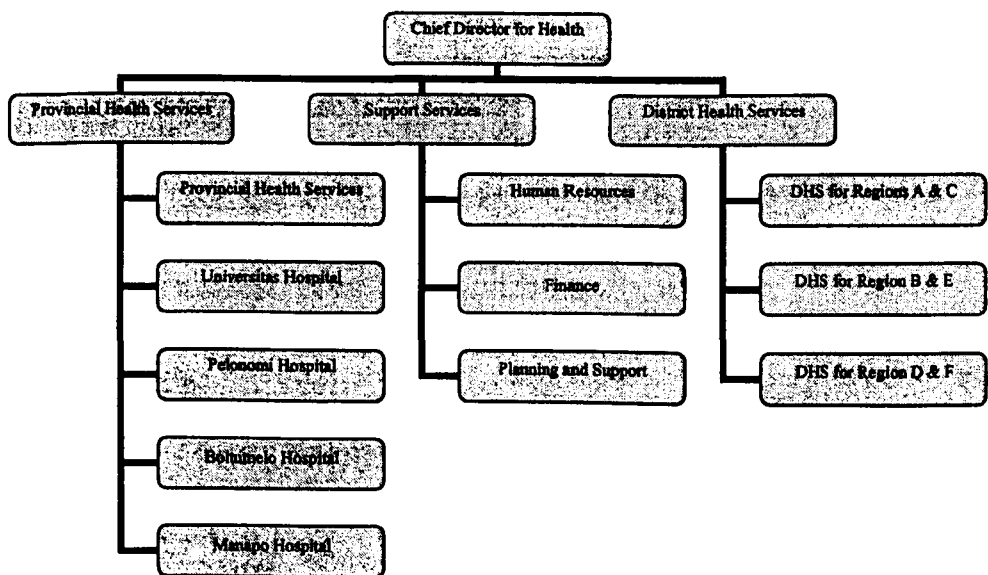 Chief Director for Health
Provincial Health Services
Support Services
District Health Services
Provincial Health Services
Human Resources
DHS for Regions A & C
Universitas Hospital
Finance
DHS for Region B & E
Pelonomi Hospital
Planning and Support
DHS for Region D & F
Boitumelo Hospital
Manapo Hospital